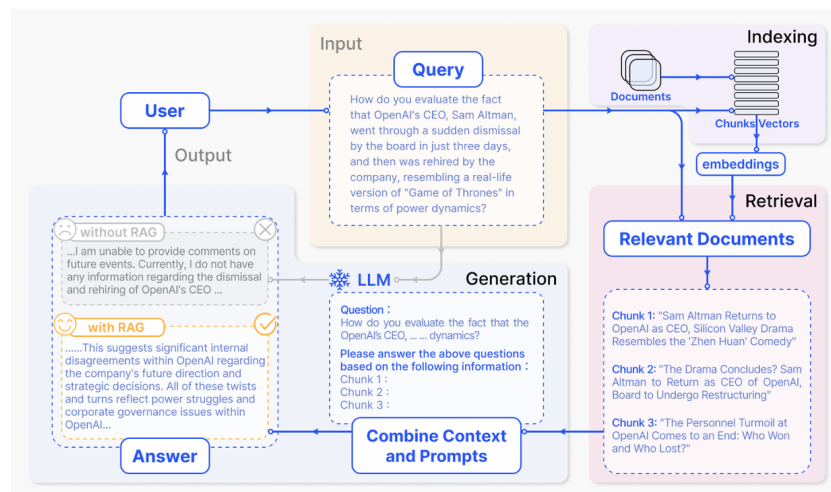 Input
Query
How do you evaluate the fact
that OpenAI's CEO, Sam Altman,
went through a sudden dismissal
by the board in just three days,
and then was rehired by the
company, resembling a real-life
version of "Game of Thrones" in
terms of power dynamics?
Indexing
Documents
Chunks Vectors
embeddings
User
Output
Retrieval
Relevant Documents
Chunk 1: "Sam Altman Returns to
OpenAI as CEO, Silicon Valley Drama
Resembles the 'Zhen Huan' Comedy"
Chunk 2: "The Drama Concludes? Sam
Altman to Return as CEO of OpenAI,
Board to Undergo Restructuring"
Chunk 3: "The Personnel Turmoil at
OpenAI Comes to an End: Who Won
and Who Lost?"
LLM
Generation
Question :
How do you evaluate the fact that the
OpenAI's CEO, ... ... dynamics?
Please answer the above questions
based on the following information :
Chunk 1 :
Chunk 2 :
Chunk 3 :
Combine Context
and Prompts
without RAG
...I am unable to provide comments on
future events. Currently, I do not have
any information regarding the dismissal
and rehiring of OpenAI's CEO ...
with RAG
......This suggests significant internal
disagreements within OpenAI regarding
the company's future direction and
strategic decisions. All of these twists
and turns reflect power struggles and
corporate governance issues within
OpenAI...
Answer